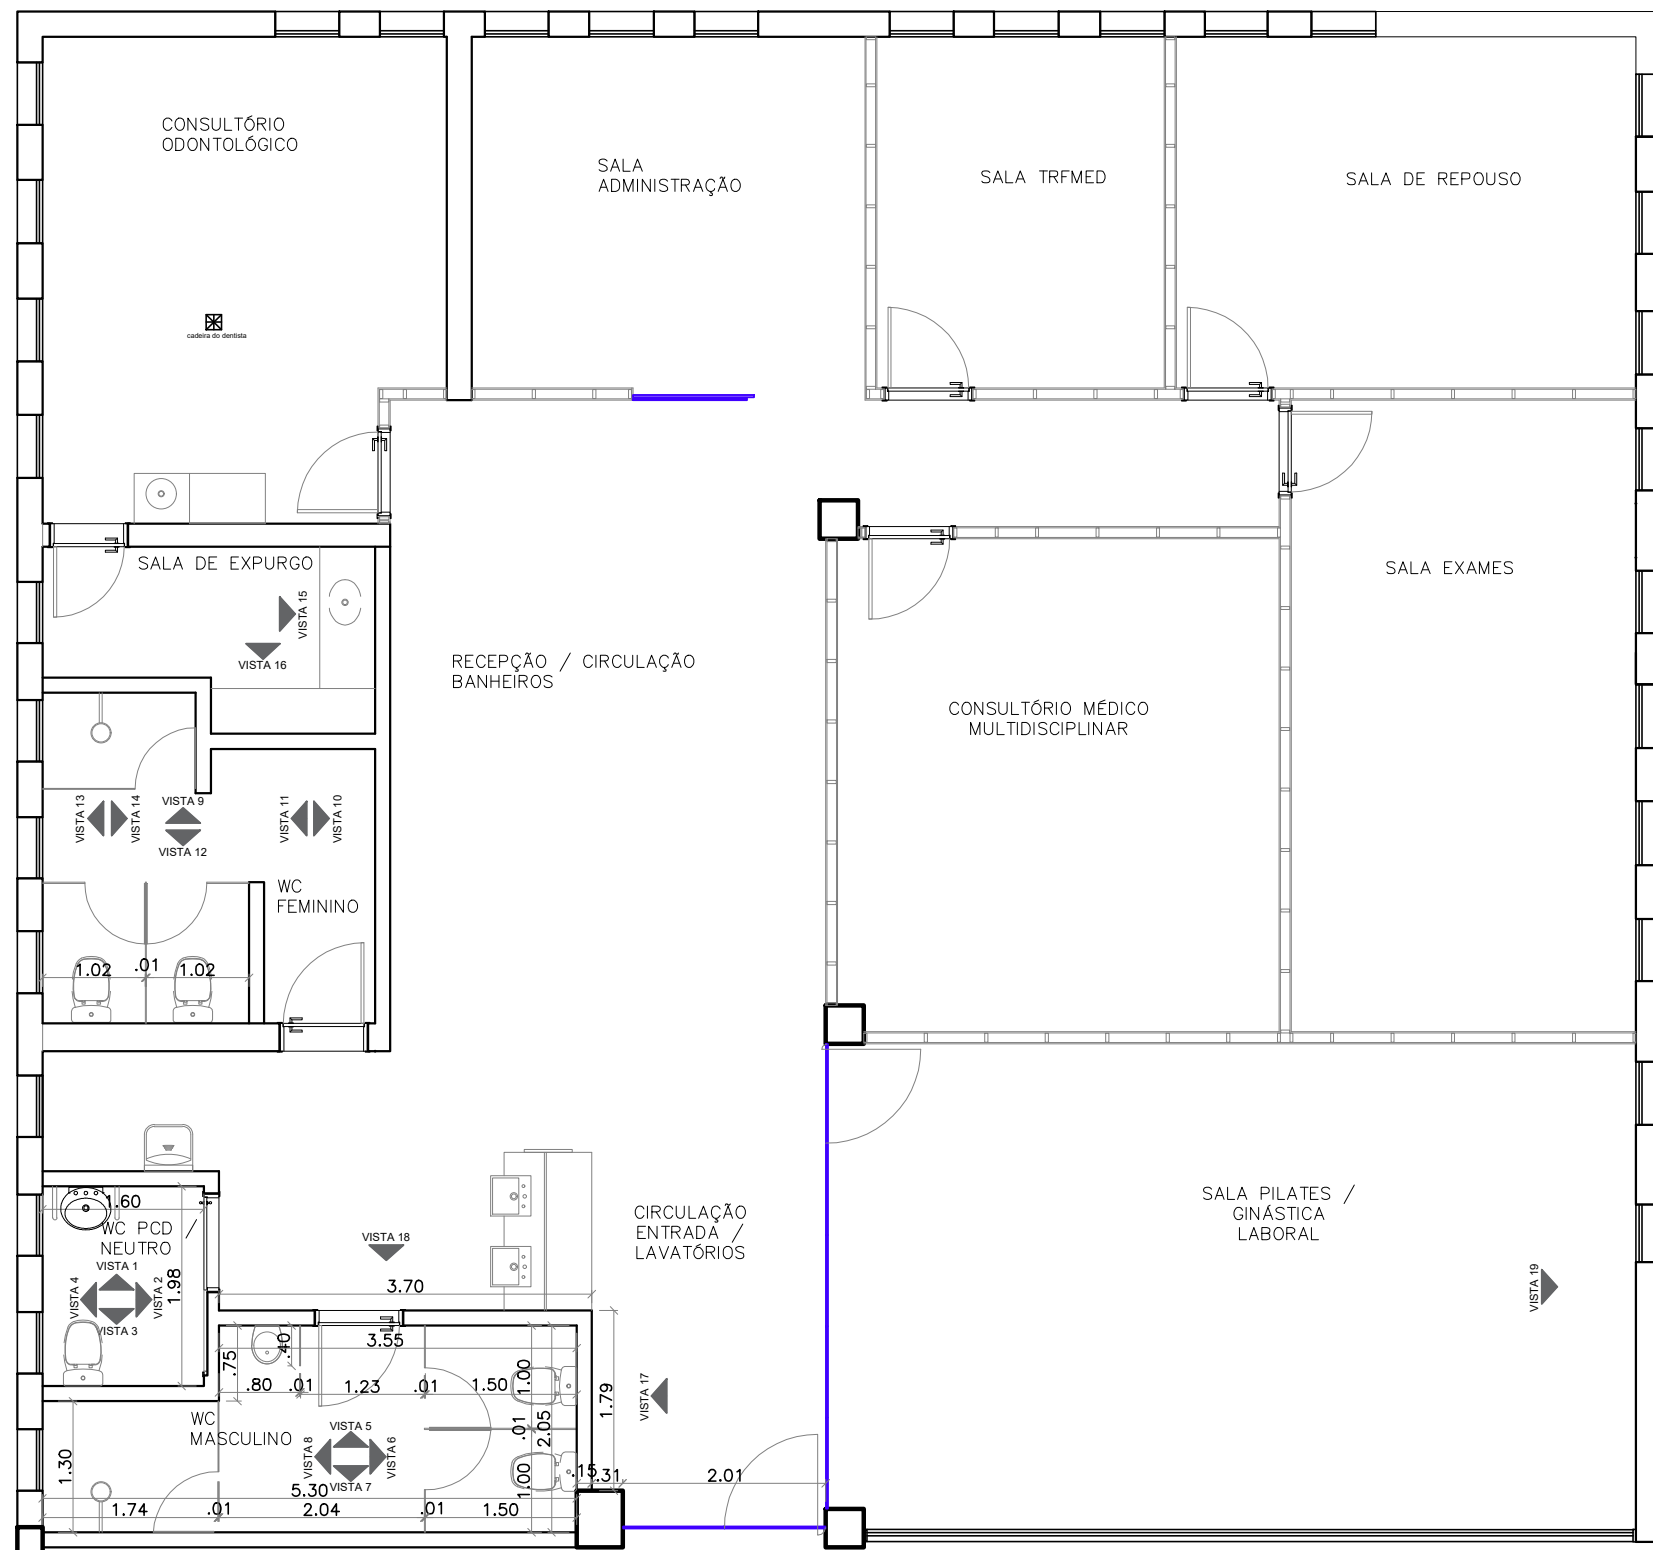 CONSULTÓRIO
ODONTOLÓGICO
SALA
ADMINISTRAÇÃO
SALA TRFMED
SALA DE REPOUSO
cadeira do dentista
SALA DE EXPURGO
VISTA 15
VISTA 16
SALA EXAMES
RECEPÇÃO / CIRCULAÇÃO
BANHEIROS
CONSULTÓRIO MÉDICO
MULTIDISCIPLINAR
VISTA 13
VISTA 14
VISTA 9
VISTA 12
VISTA 11
VISTA 10
WC
FEMININO
1.02
.01
1.02
1.60
WC PCD /
NEUTRO
VISTA 1
VISTA 4
VISTA 2
VISTA 3
1.98
VISTA 18
3.70
CIRCULAÇÃO
ENTRADA /
LAVATÓRIOS
SALA PILATES /
GINÁSTICA
LABORAL
VISTA 19
.75
.40
3.55
1.00
.80
.01
1.23
.01
1.50
1.79
VISTA 17
WC
MASCULINO
VISTA 5
VISTA 8
VISTA 6
VISTA 7
.01
2.05
1.30
1.00
.15
.31
2.01
5.30
1.74
.01
2.04
.01
1.50